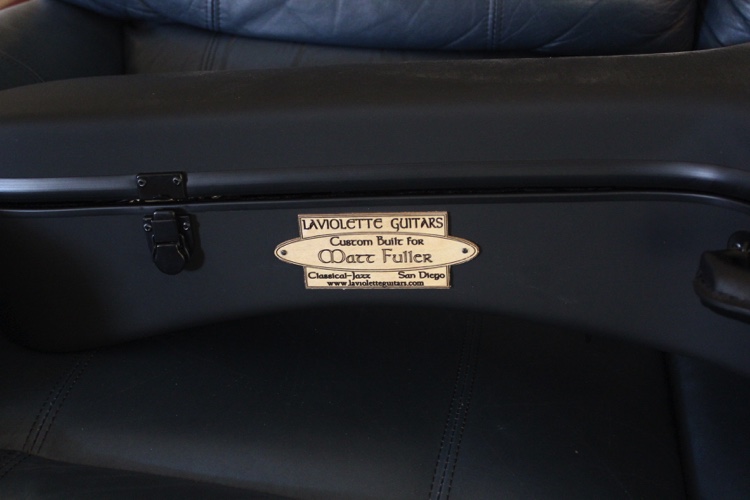 LAVIOLETTE GUITARS
Custom Built for
Matt Fuller
Classical-Jazz San Diego
www.lavioletteguitars.com